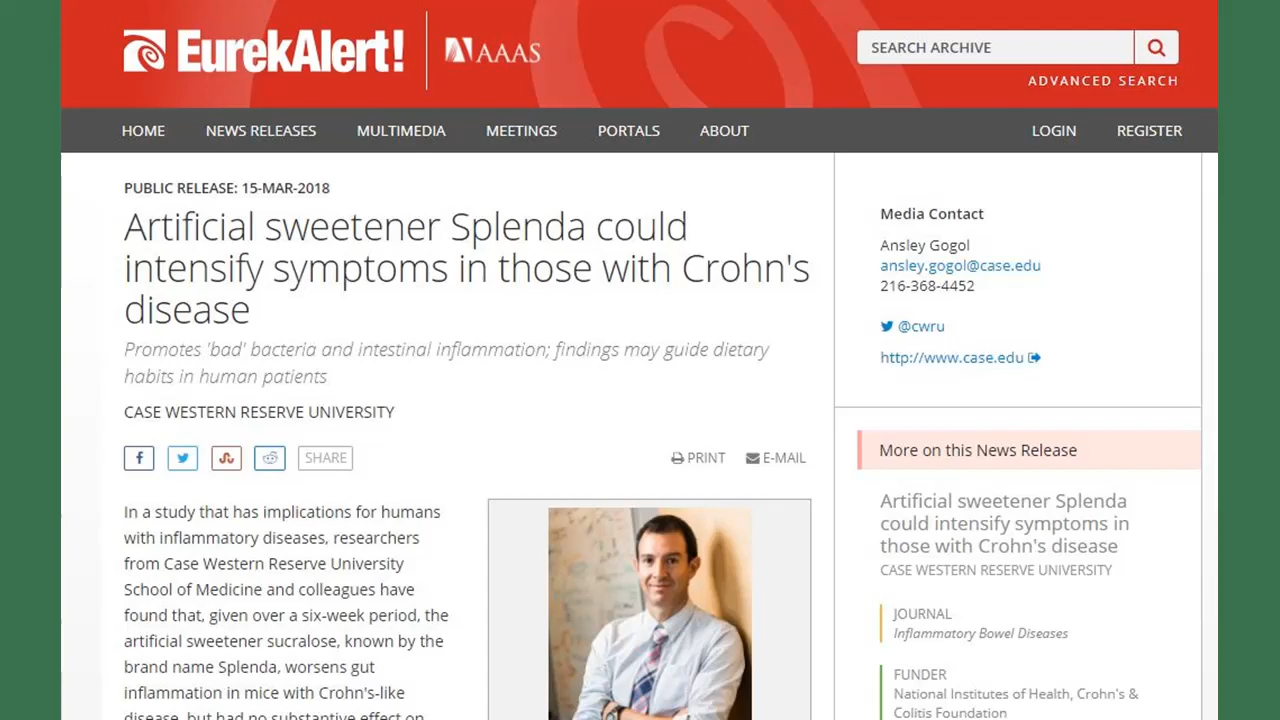 EurekAlert!
AAAS
SEARCH ARCHIVE
ADVANCED SEARCH
HOME NEWS RELEASES MULTIMEDIA MEETINGS PORTALS ABOUT LOGIN REGISTER
PUBLIC RELEASE: 15-MAR-2018
Artificial sweetener Splenda could
intensify symptoms in those with Crohn's
disease
Promotes 'bad' bacteria and intestinal inflammation; findings may guide dietary
habits in human patients
CASE WESTERN RESERVE UNIVERSITY
SHARE
PRINT E-MAIL
In a study that has implications for humans
with inflammatory diseases, researchers
from Case Western Reserve University
School of Medicine and colleagues have
found that, given over a six-week period, the
artificial sweetener sucralose, known by the
brand name Splenda, worsens gut
inflammation in mice with Crohn's-like
disease, but had no substantive effect on
Media Contact
Ansley Gogol
ansley.gogol@case.edu
216-368-4452
@cwru
http://www.case.edu
More on this News Release
Artificial sweetener Splenda
could intensify symptoms in
those with Crohn's disease
CASE WESTERN RESERVE UNIVERSITY
JOURNAL
Inflammatory Bowel Diseases
FUNDER
National Institutes of Health, Crohn's &
Colitis Foundation